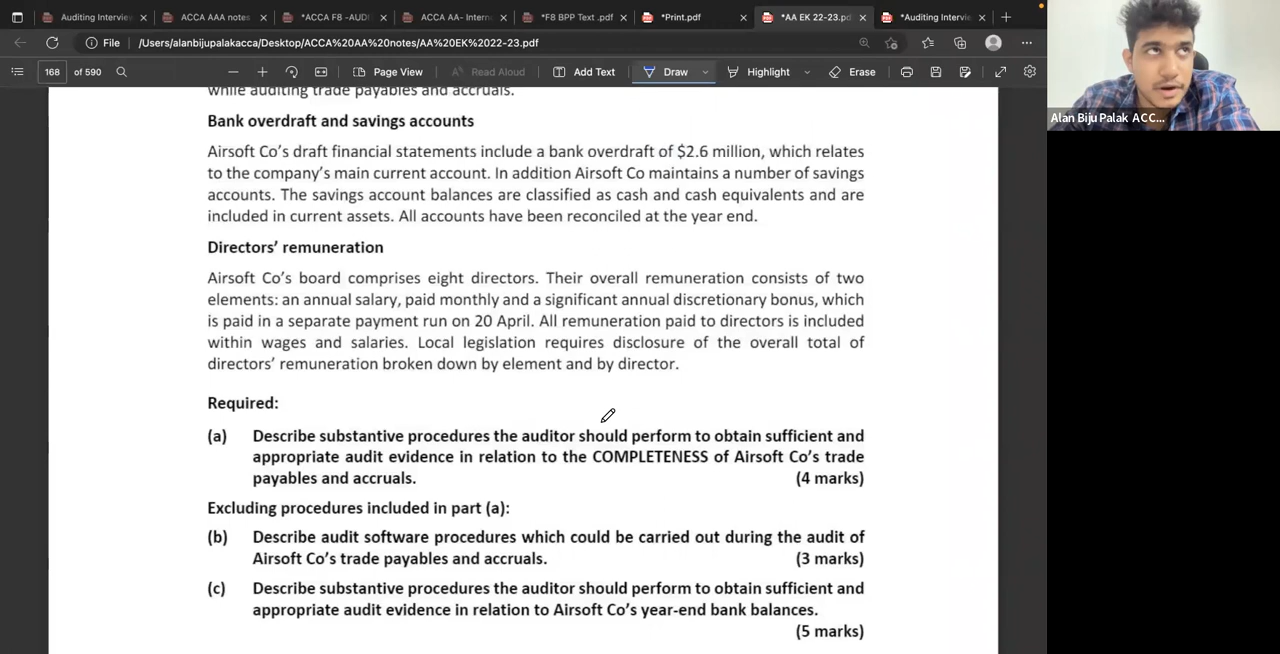 Auditing Interview
ACCA AAA notes
*ACCA F8 -AUDI
ACCA AA- Intern
*F8 BPP Text .pdf
*Print.pdf
*AA EK 22-23.pd
*Auditing Intervie
File
/Users/alanbijupalakacca/Desktop/ACCA%20AA%20notes/AA%20EK%2022-23.pdf
168 of 590
Page View
Read Aloud
Add Text
Draw
Highlight
Erase
Alan Biju Palak ACC...
while auditing trade payables and accruals.
Bank overdraft and savings accounts
Airsoft Co's draft financial statements include a bank overdraft of $2.6 million, which relates
to the company's main current account. In addition Airsoft Co maintains a number of savings
accounts. The savings account balances are classified as cash and cash equivalents and are
included in current assets. All accounts have been reconciled at the year end.
Directors' remuneration
Airsoft Co's board comprises eight directors. Their overall remuneration consists of two
elements: an annual salary, paid monthly and a significant annual discretionary bonus, which
is paid in a separate payment run on 20 April. All remuneration paid to directors is included
within wages and salaries. Local legislation requires disclosure of the overall total of
directors' remuneration broken down by element and by director.
Required:
(a) Describe substantive procedures the auditor should perform to obtain sufficient and
appropriate audit evidence in relation to the COMPLETENESS of Airsoft Co's trade
payables and accruals. (4 marks)
Excluding procedures included in part (a):
(b) Describe audit software procedures which could be carried out during the audit of
Airsoft Co's trade payables and accruals. (3 marks)
(c) Describe substantive procedures the auditor should perform to obtain sufficient and
appropriate audit evidence in relation to Airsoft Co's year-end bank balances.
(5 marks)